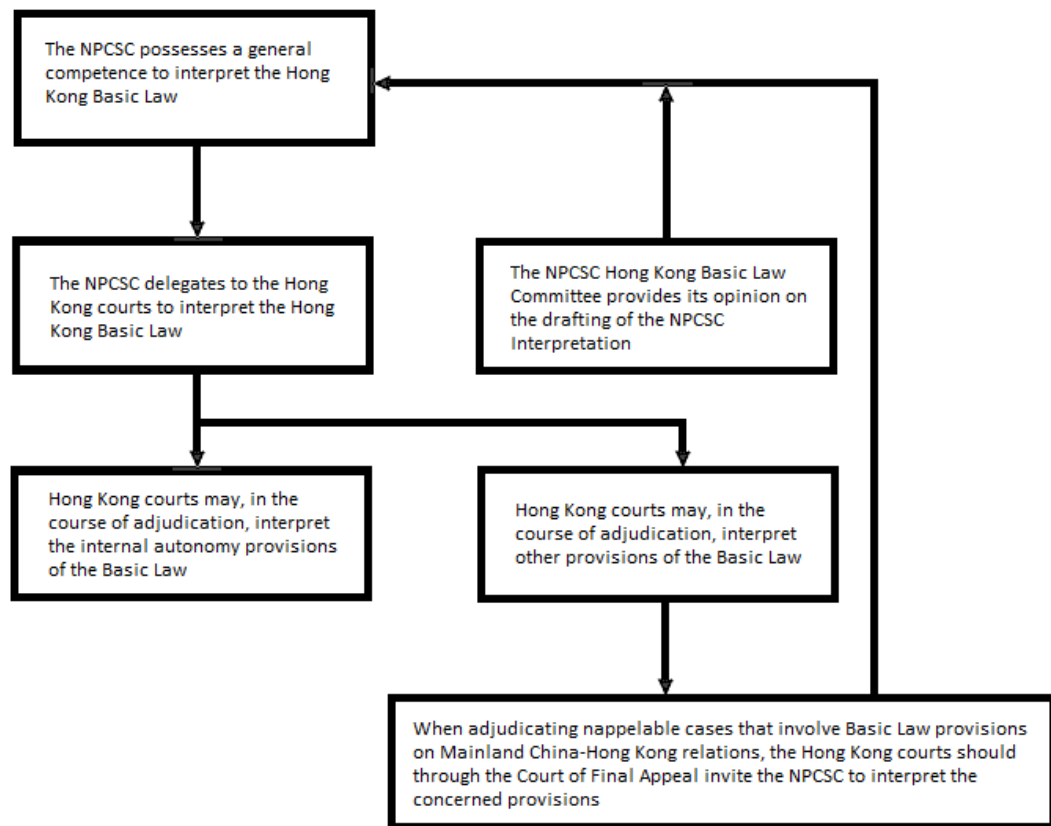 The NPCSC possesses a general
competence to interpret the Hong
Kong Basic Law
The NPCSC delegates to the Hong
Kong courts to interpret the Hong
Kong Basic Law
The NPCSC Hong Kong Basic Law
Committee provides its opinion on
the drafting of the NPCSC
Interpretation
Hong Kong courts may, in the
course of adjudication, interpret
the internal autonomy provisions
of the Basic Law
Hong Kong courts may, in the
course of adjudication, interpret
other provisions of the Basic Law
When adjudicating nappelable cases that involve Basic Law provisions
on Mainland China-Hong Kong relations, the Hong Kong courts should
through the Court of Final Appeal invite the NPCSC to interpret the
concerned provisions